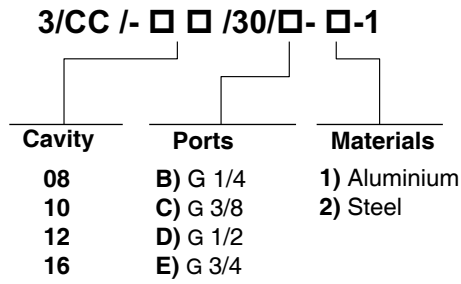 3/CC /- □ □ /30/□- □-1
Cavity Ports Materials
08 B) G 1/4 1) Aluminium
10 C) G 3/8 2) Steel
12 D) G 1/2
16 E) G 3/4